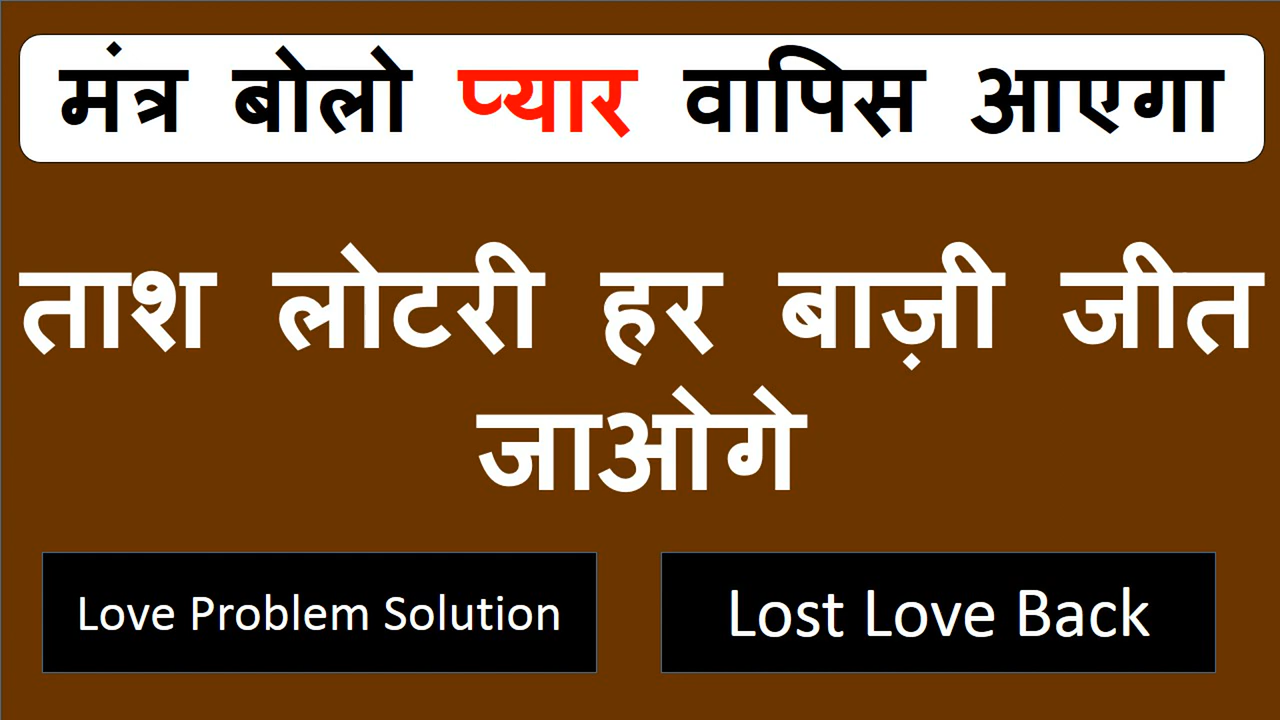 मंत्र बोलो प्यार वापिस आएगा
ताश लोटरी हर बाज़ी जीत
जाओगे
Love Problem Solution
Lost Love Back